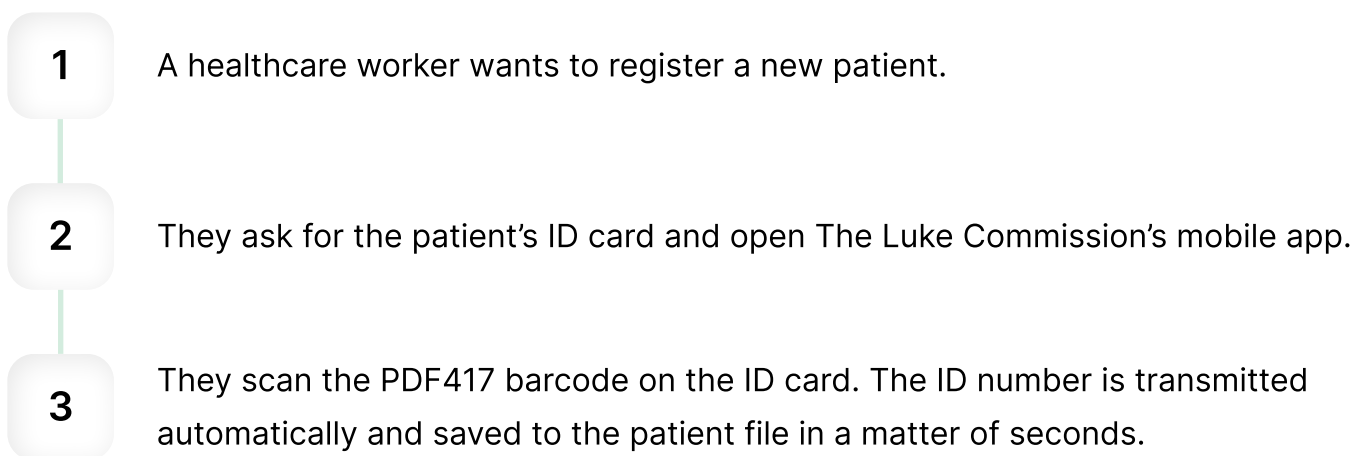 1
A healthcare worker wants to register a new patient.
2
They ask for the patient’s ID card and open The Luke Commission’s mobile app.
3
They scan the PDF417 barcode on the ID card. The ID number is transmitted
automatically and saved to the patient file in a matter of seconds.